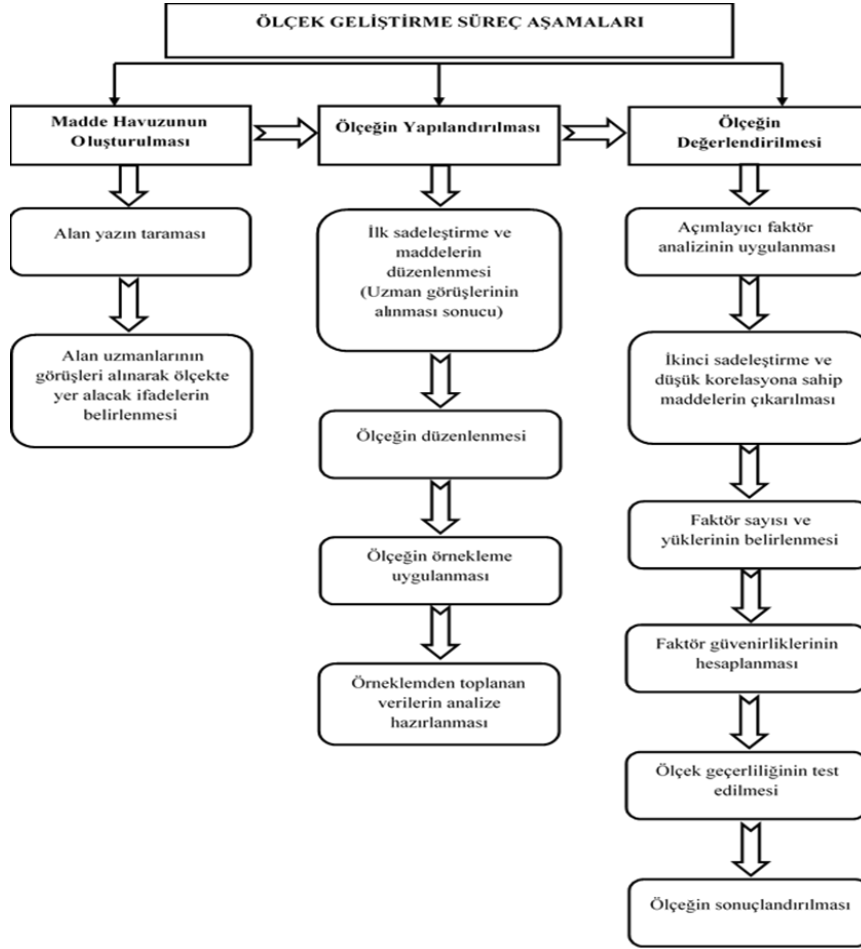 ÖLÇEK GELİŞTİRME SÜREÇ AŞAMALARI
Madde Havuzunun
Oluşturulması
Alan yazın taraması
Alan uzmanlarının
görüşleri alınarak ölçekte
yer alacak ifadelerin
belirlenmesi
Ölçeğin Yapılandırılması
İlk sadeleştirme ve
maddelerin
düzenlenmesi
(Uzman görüşlerinin
alınması sonucu)
Ölçeğin düzenlenmesi
Ölçeğin örnekleme
uygulanması
Örneklemden toplanan
verilerin analize
hazırlanması
Ölçeğin
Değerlendirilmesi
Açımlayıcı faktör
analizinin uygulanması
İkinci sadeleştirme ve
düşük korelasyona sahip
maddelerin çıkarılması
Faktör sayısı ve
yüklerinin belirlenmesi
Faktör güvenirliklerinin
hesaplanması
Ölçek geçerliliğinin test
edilmesi
Ölçeğin sonuçlandırılması